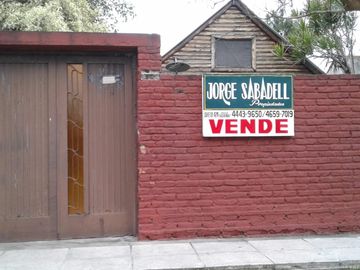 JORGE SABADELL
Propiedades
4443-9650/4659-7019
VENDE